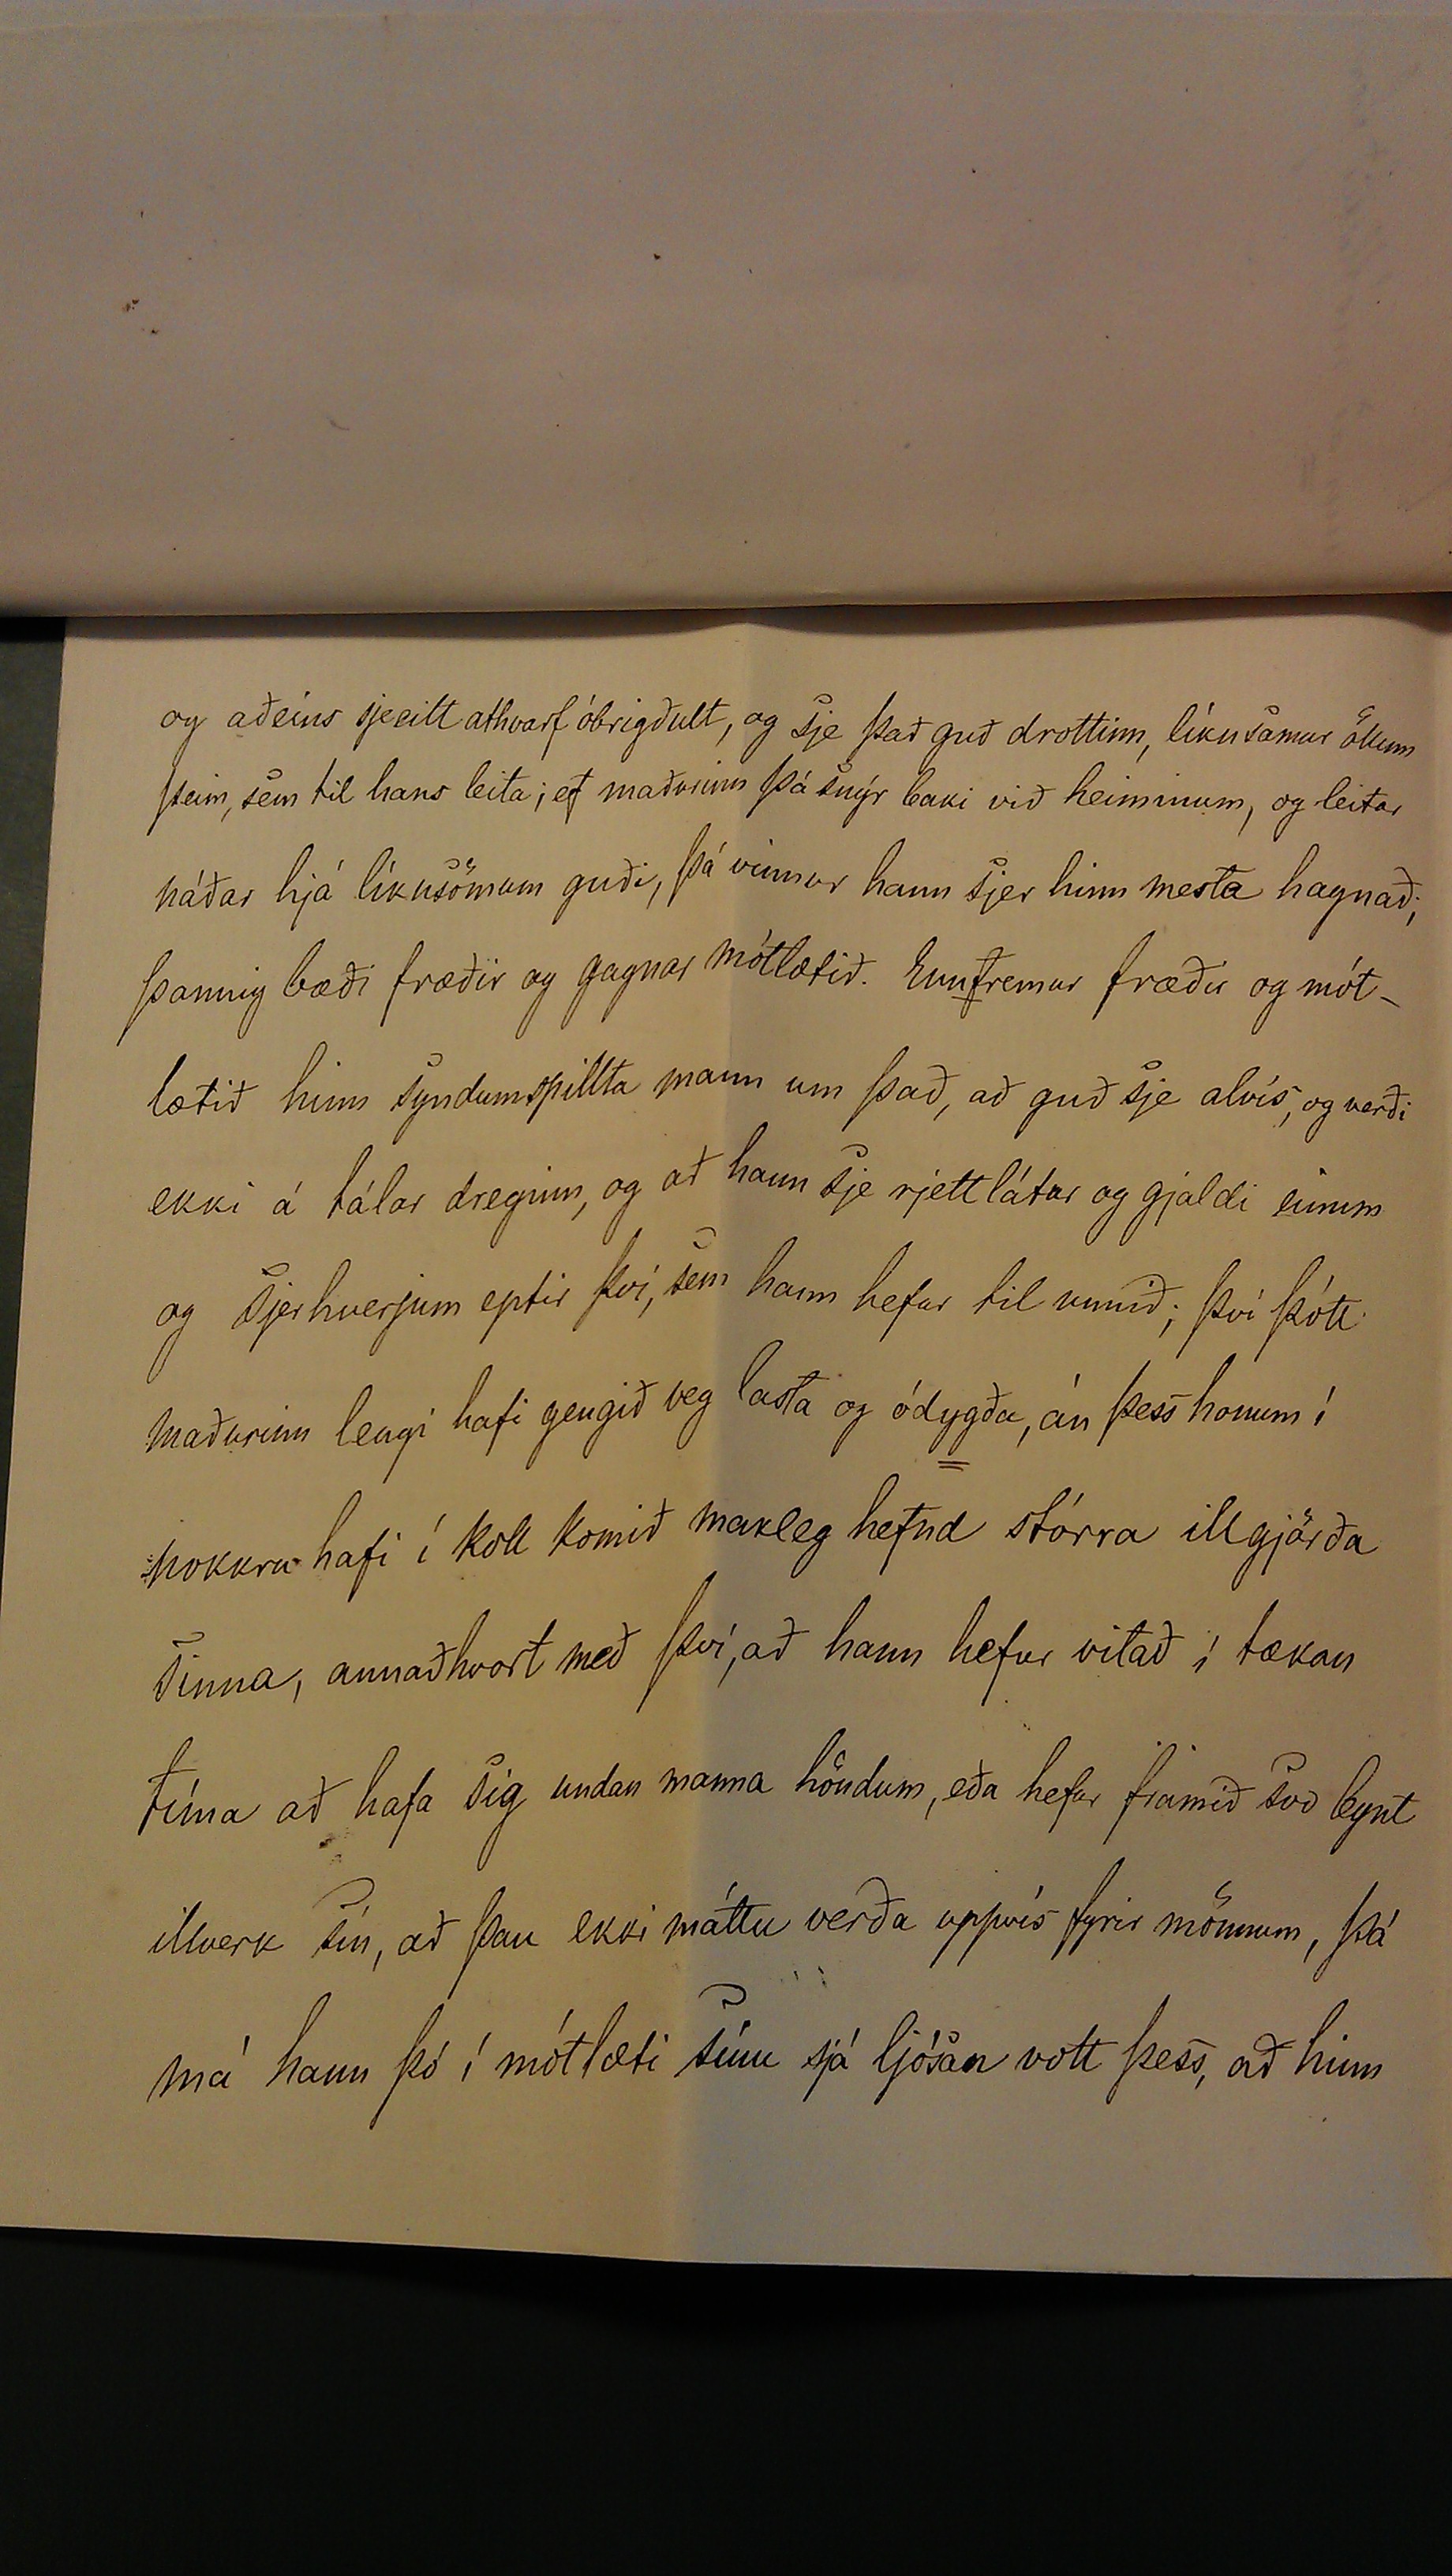 og aðeins sje eitt athvarf óbrigðult, og sje það guð drottinn, líknsamur öllum
þeim, sem til hans leita; ef maðurinn þá snýr baki við heiminum, og leitar
náðar hjá líknsömum guði, þá vinnur hann sjer hinn mesta hagnað;
þannig bæði fræðir og gagnar mótlætið. Ennfremur fræðir og mót-
lætið hinn syndumspillta mann um það, að guð sje alvís, og verði
ekki á tálar dreginn, og að hann sje rjettlátur og gjaldi einum
og sjerhverjum eptir því, sem hann hefur til unnið; því þótt
maðurinn lengi hafi gengið veg lasta og ódygða, án þess honum í
nokkru hafi í koll komið makleg hefnd stórra illgjörða
sinna, annaðhvort með því, að hann hefur vitað í tækan
tíma að hafa sig undan manna höndum, eða hefur framið svo leynt
illverk sín, að þau ekki máttu verða uppvís fyrir mönnum, þá
má hann þó í mótlæti sínu sjá ljósan vott þess, að hinn